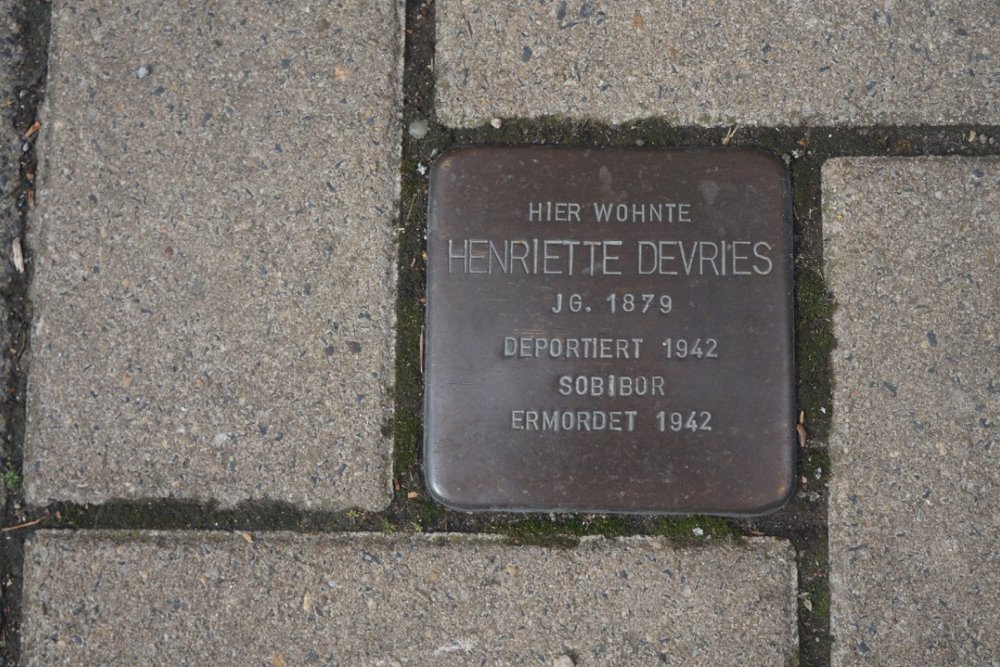 HIER WOHNTE
HENRIETTE DEVRIES
JG. 1879
DEPORTIERT 1942
SOBIBOR
ERMORDET 1942